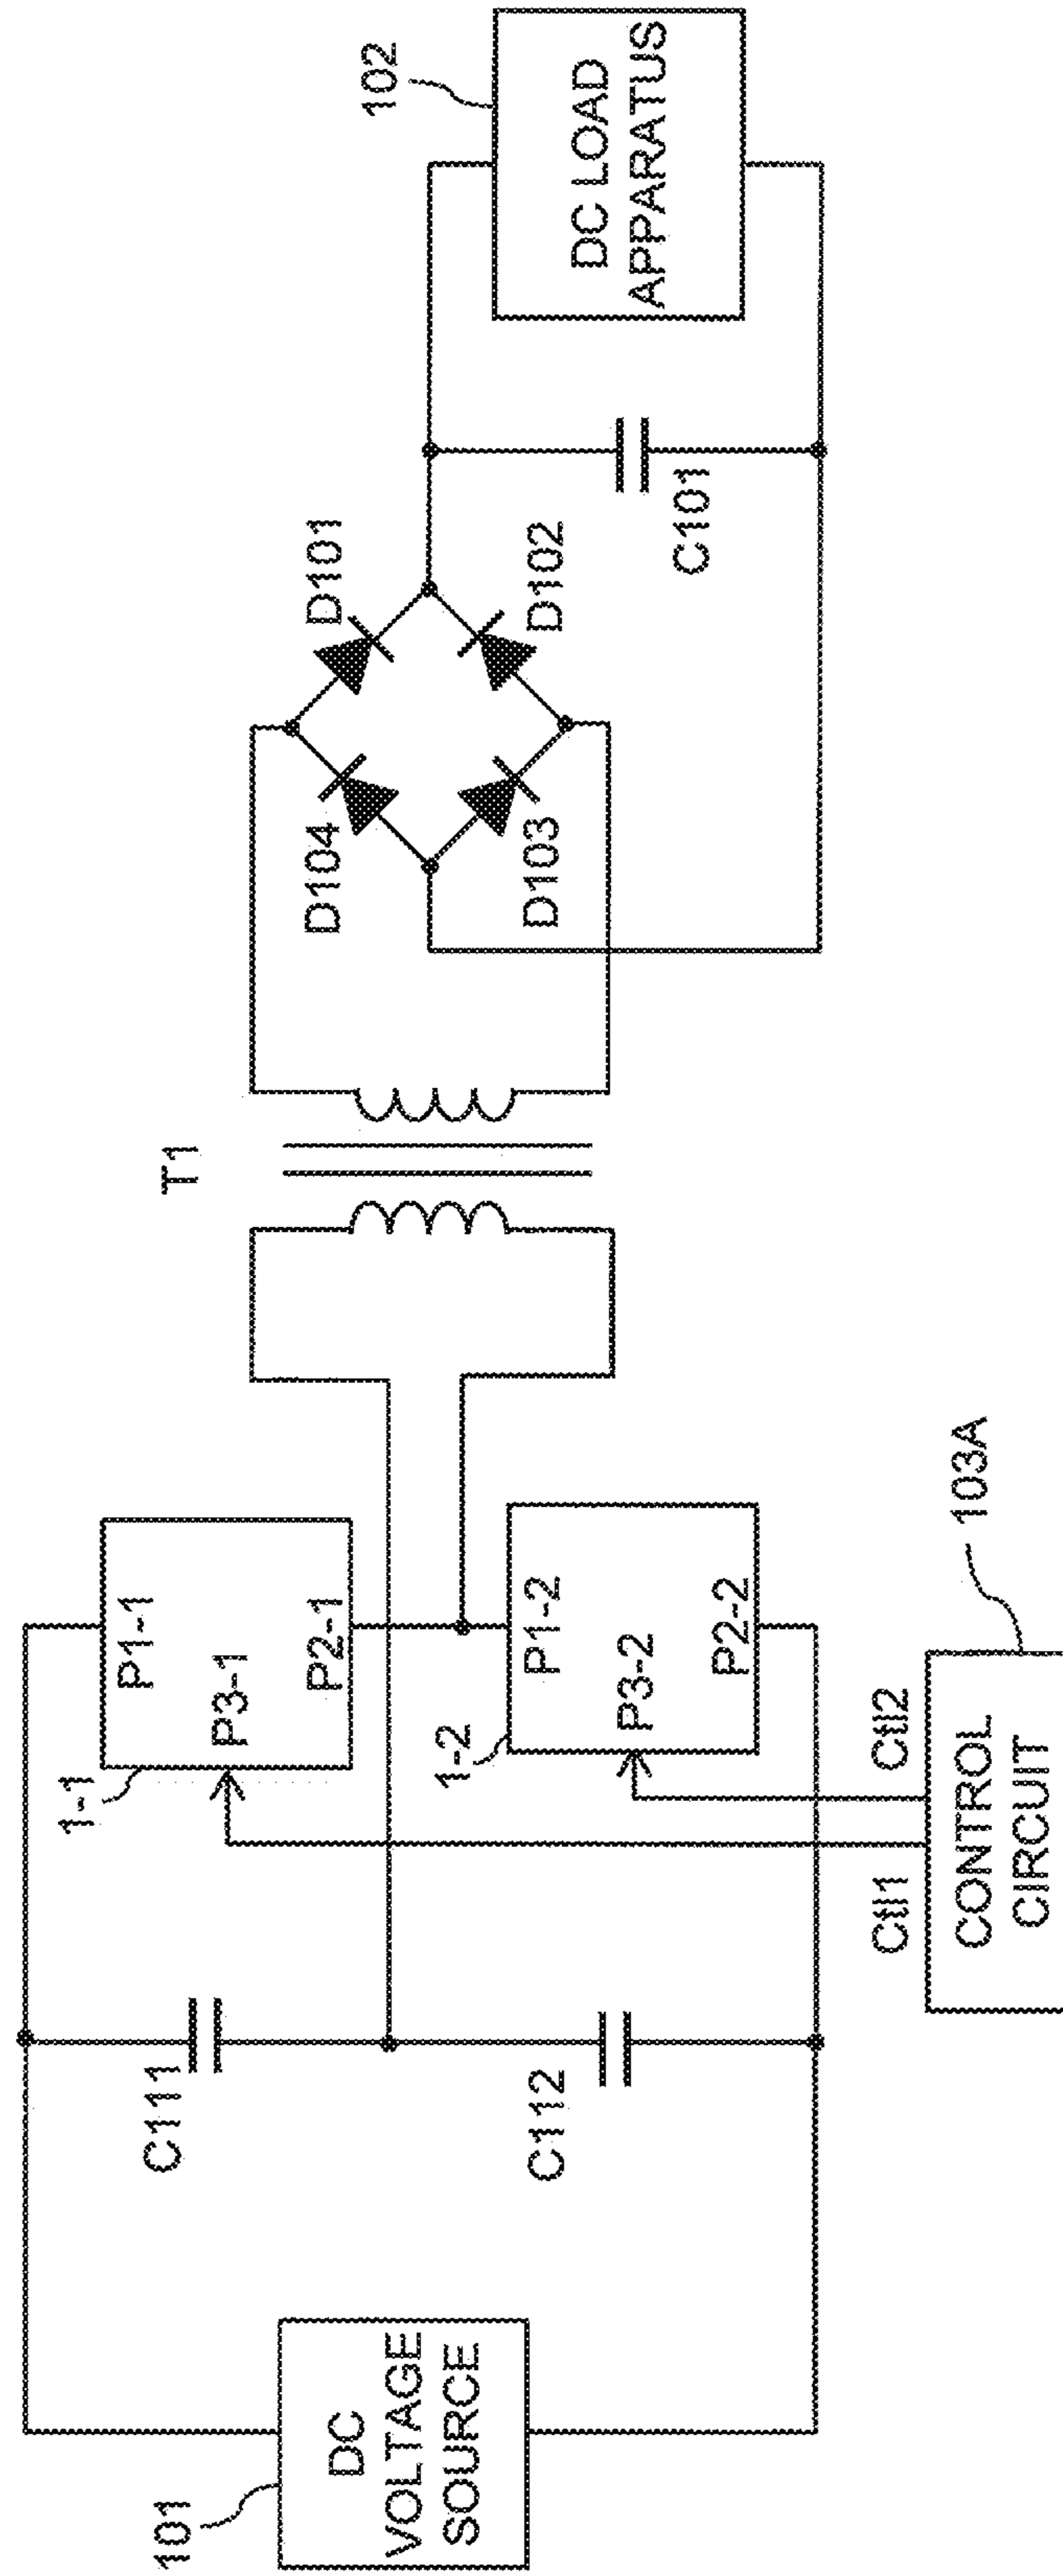 101
DC
VOLTAGE
SOURCE
C111
C112
1-1
P1-1
P3-1
P2-1
1-2
P1-2
P3-2
P2-2
Ctl1
Ctl2
CONTROL
CIRCUIT
103A
T1
D104
D101
D103
D102
C101
102
DC LOAD
APPARATUS